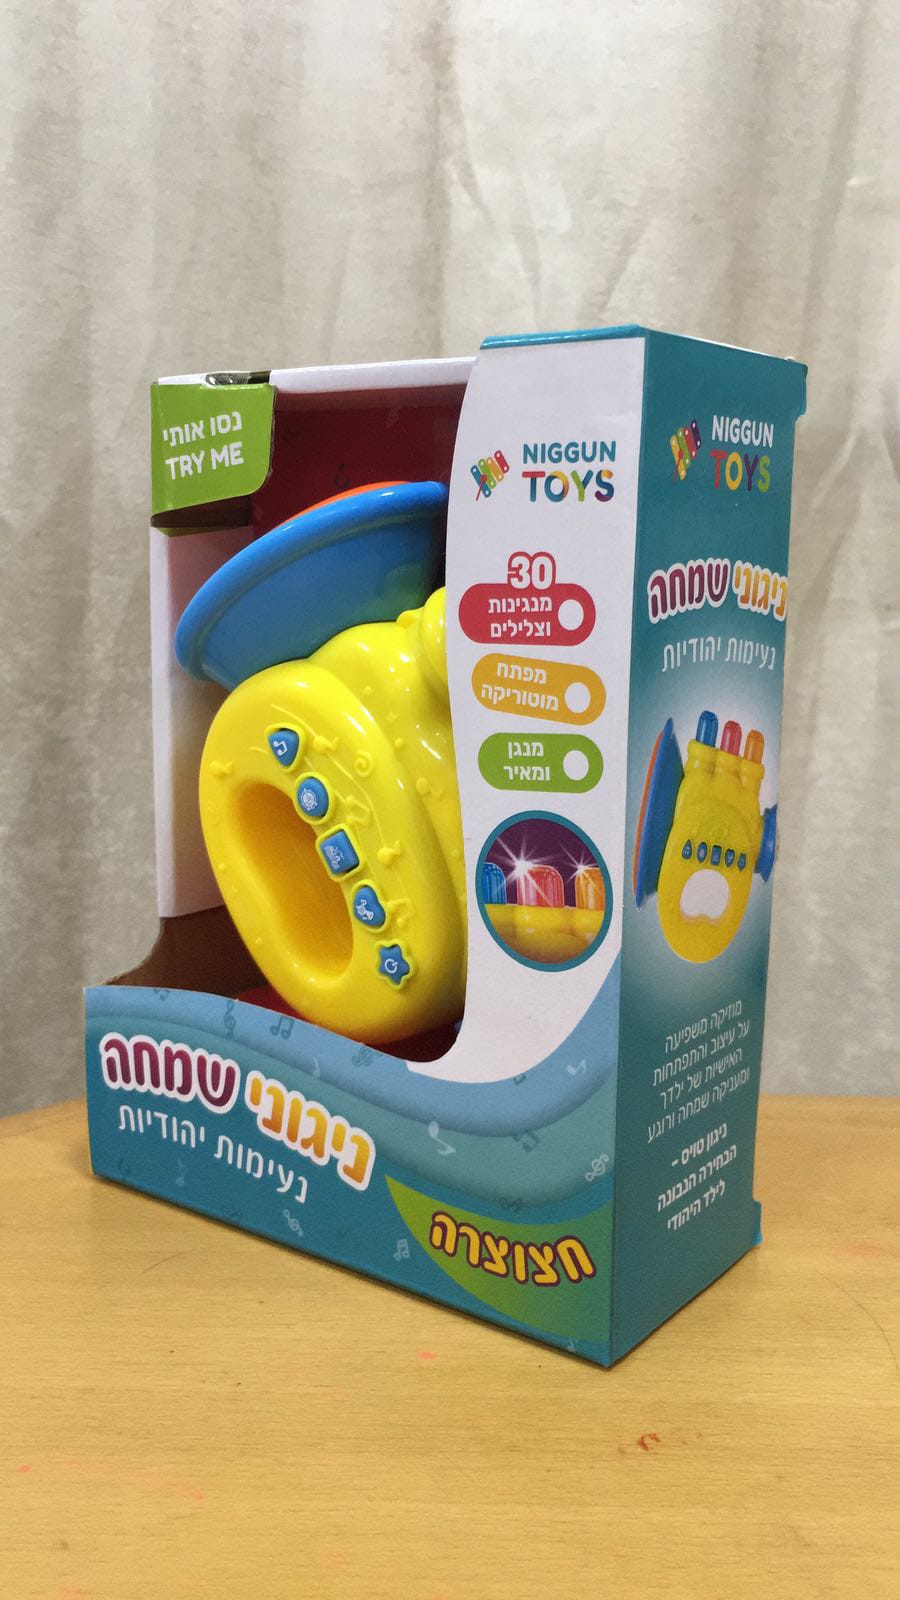 נסו אותי
TRY ME
NIGGUN
TOYS
30
מנגינות
וצלילים
מפתח
מוטוריקה
מנגן
ומאיר
ניגוני שמחה
נעימות יהודיות
חצוצרה
NIGGUN
TOYS
ניגוני שמחה
נעימות יהודיות
מוזיקה משפיעה
על עיצוב והתפתחות
האישיות של ילדך
ומעניקה שמחה ורוגע
ניגון טויס –
הבחירה הנבונה
לילד היהודי